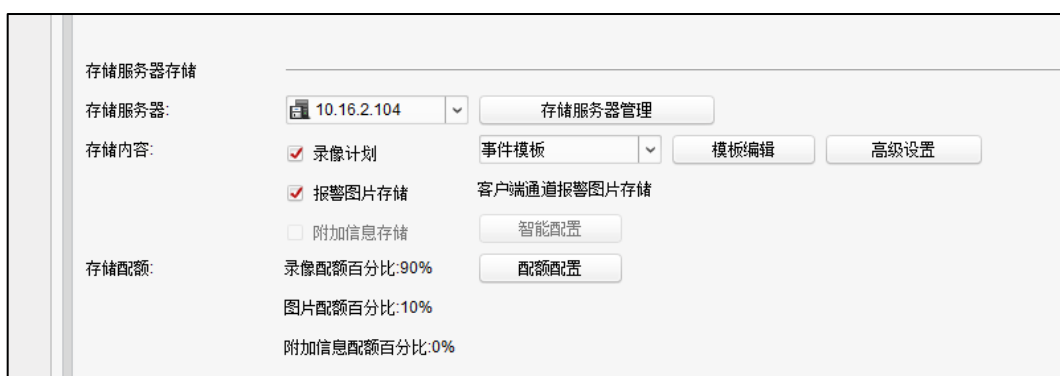 存储服务器存储
存储服务器: 10.16.2.104 存储服务器管理
存储内容: 录像计划 事件模板 模板编辑 高级设置
报警图片存储 客户端通道报警图片存储
附加信息存储 智能配置
存储配额: 录像配额百分比:90% 配额配置
图片配额百分比:10%
附加信息配额百分比:0%